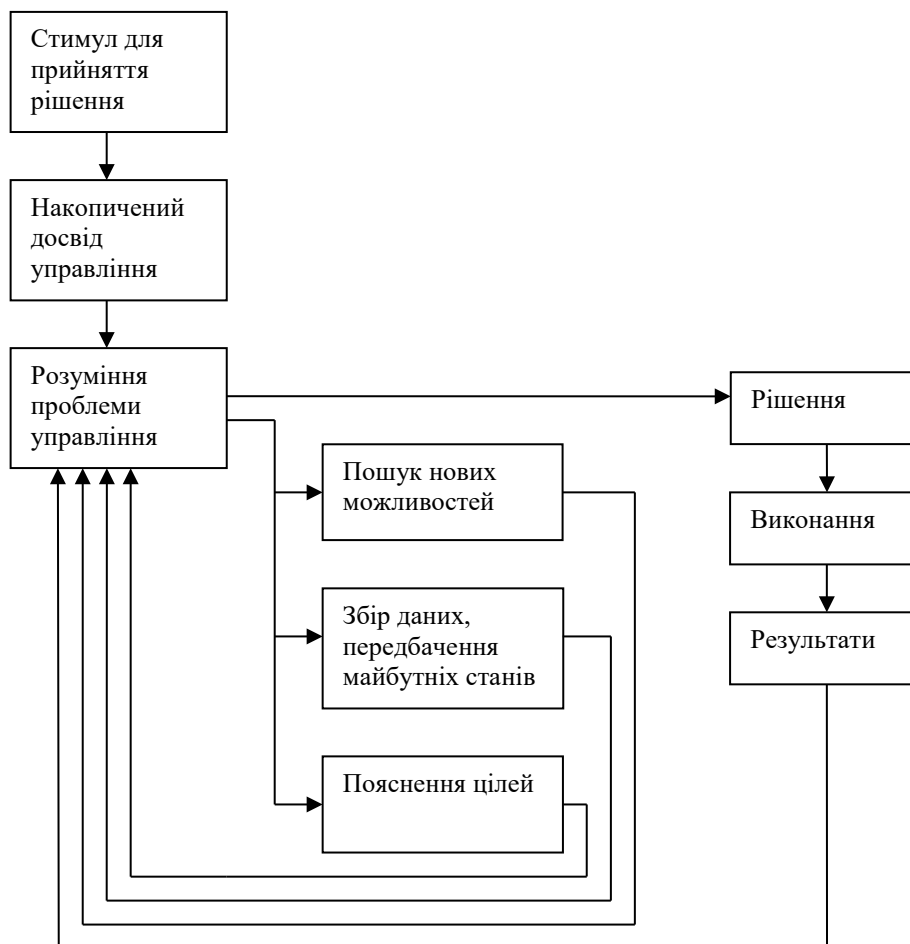 Стимул для
прийняття
рішення
Накопичений
досвід
управління
Розуміння
проблеми
управління
Рішення
Пошук нових
можливостей
Виконання
Збір даних,
передбачення
майбутніх станів
Результати
Пояснення цілей